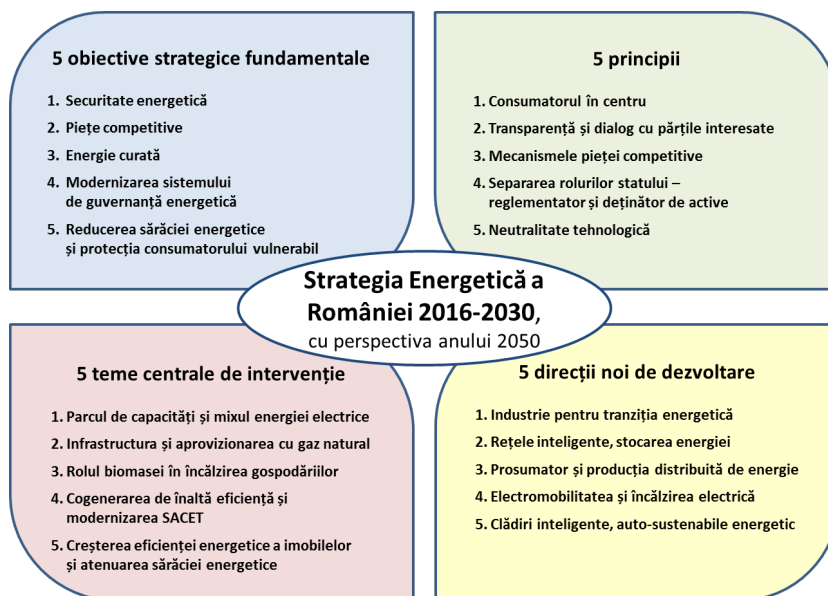 5 obiective strategice fundamentale
1. Securitate energetică
2. Piețe competitive
3. Energie curată
4. Modernizarea sistemului
de guvernanță energetică
5. Reducerea sărăciei energetice
și protecția consumatorului vulnerabil
5 principii
1. Consumatorul în centru
2. Transparență și dialog cu părțile interesate
3. Mecanismele pieței competitive
4. Separarea rolurilor statului –
reglementator și deținător de active
5. Neutralitate tehnologică
Strategia Energetică a
României 2016-2030,
cu perspectiva anului 2050
5 teme centrale de intervenție
1. Parcul de capacități și mixul energiei electrice
2. Infrastructura și aprovizionarea cu gaz natural
3. Rolul biomasei în încălzirea gospodăriilor
4. Cogenerarea de înaltă eficiență și
modernizarea SACET
5. Creșterea eficienței energetice a imobilelor
și atenuarea sărăciei energetice
5 direcții noi de dezvoltare
1. Industrie pentru tranziția energetică
2. Rețele inteligente, stocarea energiei
3. Prosumator și producția distribuită de energie
4. Electromobilitatea și încălzirea electrică
5. Clădiri inteligente, auto-sustenabile energetic